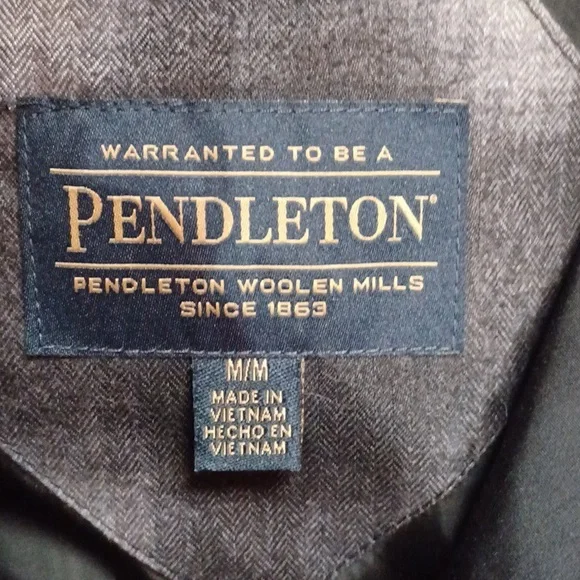 WARRANTED TO BE A
PENDLETON®
PENDLETON WOOLEN MILLS
SINCE 1863
M/M
MADE IN
VIETNAM
HECHO EN
VIETNAM